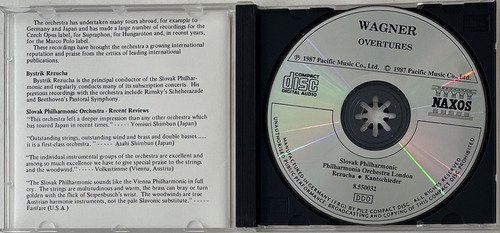 The orchestra has undertaken many tours abroad, for example to
Germany and Japan and has made a large number of recordings for the
Czech Opus label, for Supraphon, for Hungaroton and, in recent years,
for the Marco Polo label.
These recordings have brought the orchestra a growing international
reputation and praise from the critics of leading international
publications.
Bystrik Rezucha
Bystrik Rezucha is the principal conductor of the Slovak Philhar-
monic and regularly conducts many of its subscription concerts. His
previous recordings with the orchestra include Rimsky's Scheherazade
and Beethoven's Pastoral Symphony.
Slovak Philharmonic Orchestra - Recent Reviews
"This orchestra left a deeper impression than any other orchestra which
has toured Japan in recent times." - Yomiuri Shimbun (Japan)
"Outstanding strings, outstanding wind and brass and double basses ....
it is a first-class orchestra." - Asahi Shimbun (Japan)
"The individual instrumental groups of the orchestra are excellent and
among so much excellence we have to give special praise to the strings
and the woodwind." - Volksstimme (Vienna, Austria)
"The Slovak Philharmonic sounds like the Vienna Philharmonic in full
cry. The strings are multitudinous and warm, the brass can bray or turn
golden with the flick of
wrist. The woodwinds are true
Austrian harmonic instruments, not the pale Slavonic substitute." -
Fanfare (U.S.A.)
WAGNER
OVERTURES
℗ 1987 Pacific Music Co., Ltd. © 1987 Pacific Music Co., Ltd.
COMPACT
disc
DIGITAL AUDIO
NAXOS
Slovak Philharmonic
Philharmonia Orchestra London
Rezucha • Kantschieder
8.550032
DDD